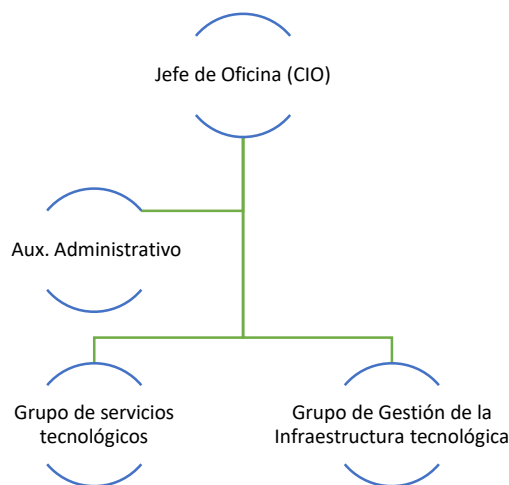 Jefe de Oficina (CIO)
Aux. Administrativo
Grupo de servicios
tecnológicos
Grupo de Gestión de la
Infraestructura tecnológica